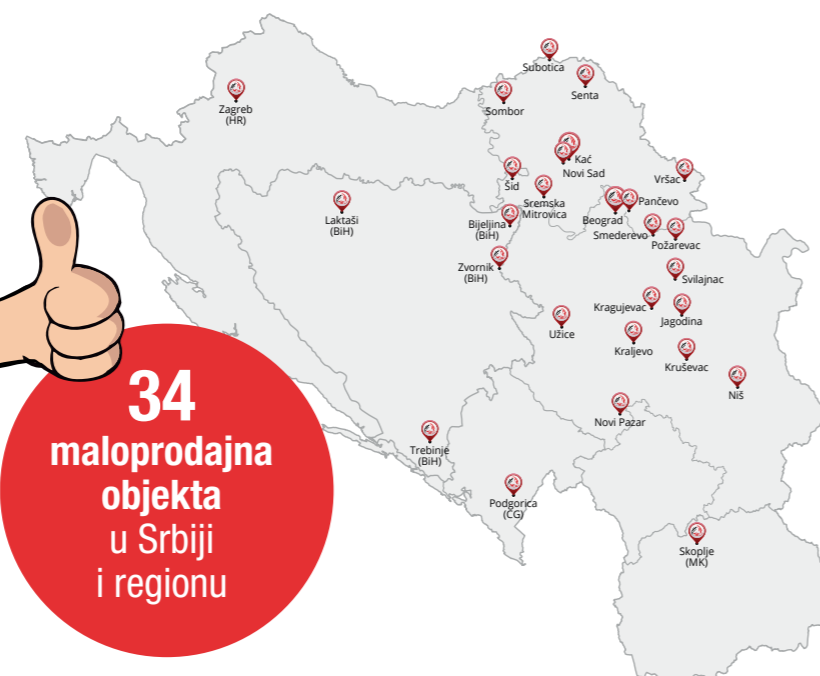 Subotica
Senta
Sombor
Zagreb
(HR)
Kać
Novi Sad
Šid
Vršac
Sremska
Mitrovica
Pančevo
Beograd
Laktaši
(BiH)
Bijeljina
(BiH)
Smederevo
Požarevac
Zvornik
(BiH)
Svilajnac
Kragujevac
Jagodina
Užice
Kraljevo
Kruševac
Niš
Novi Pazar
Trebinje
(BiH)
Podgorica
(CG)
Skoplje
(MK)
34
maloprodajna
objekta
u Srbiji
i regionu